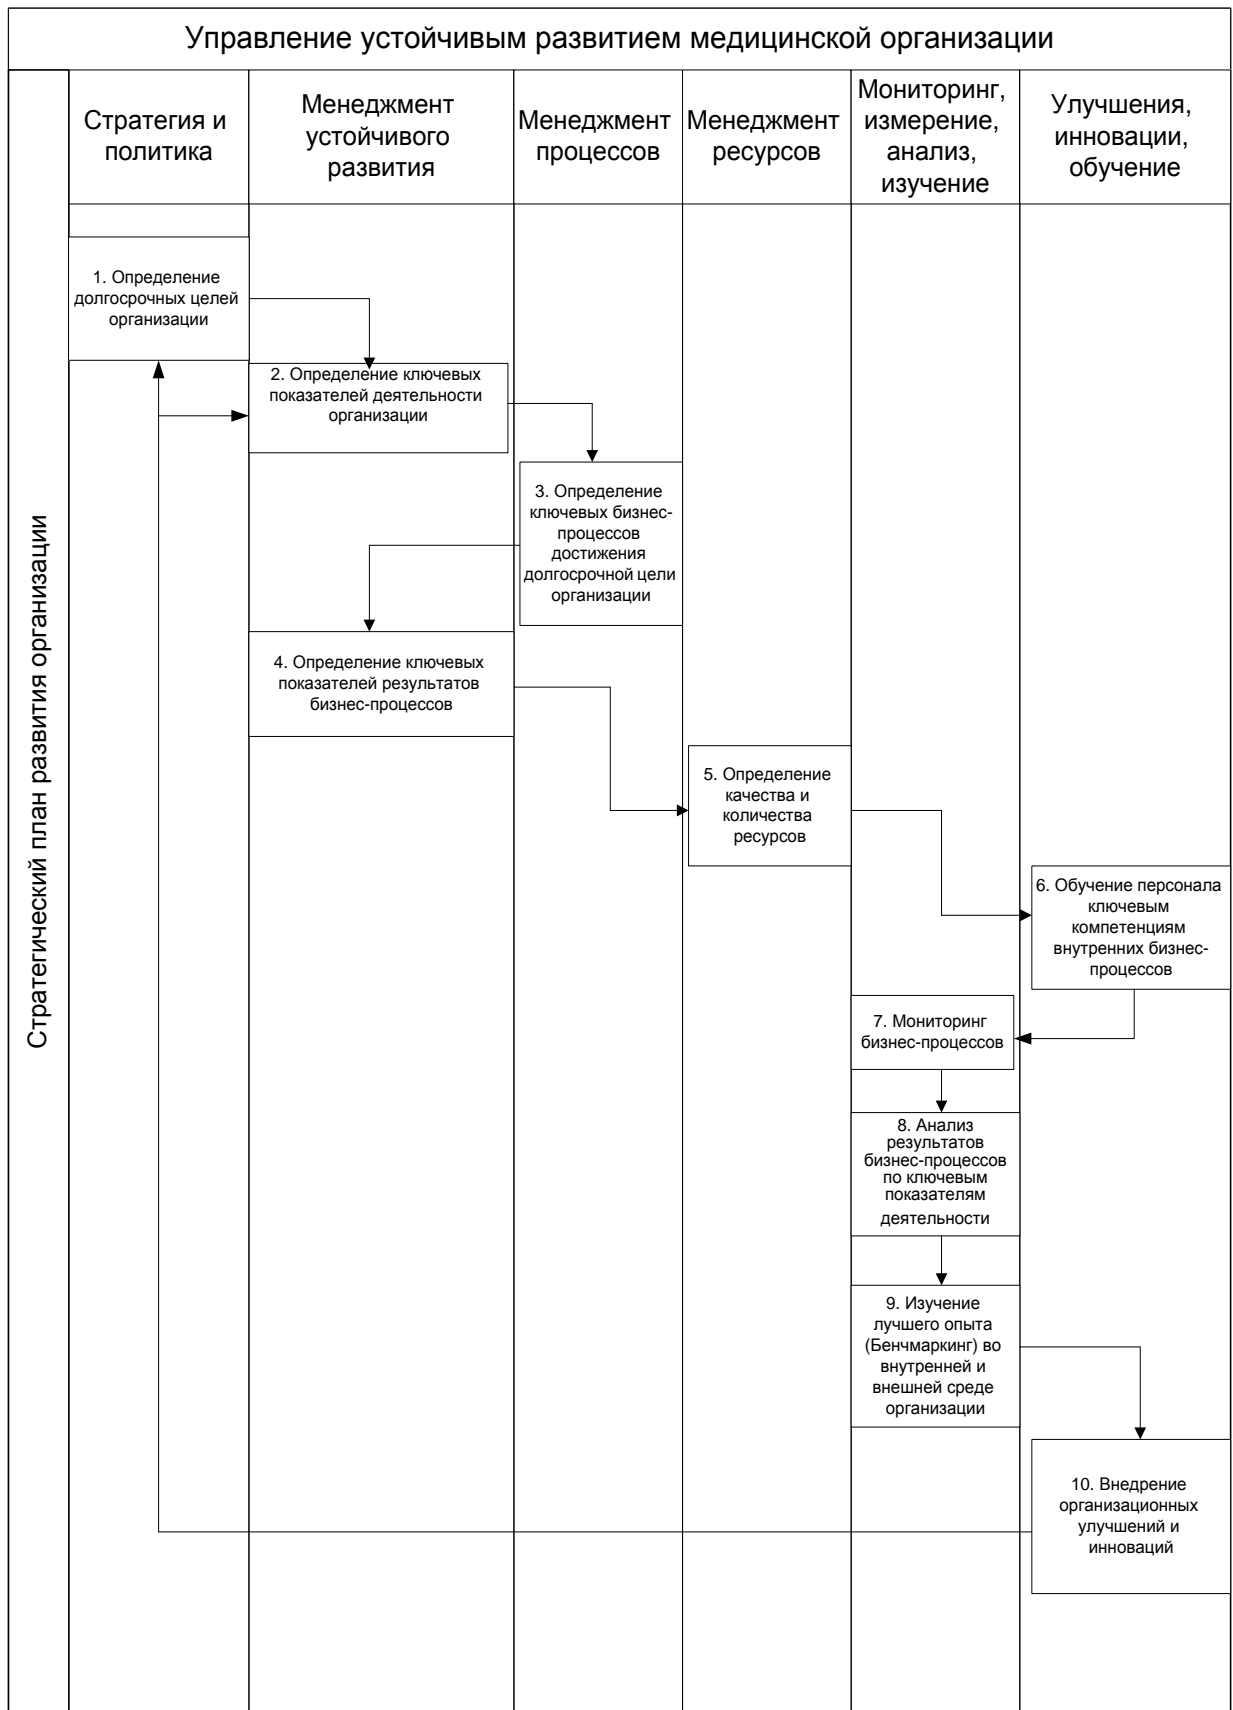 Управление устойчивым развитием медицинской организации
Стратегический план развития организации
Стратегия и
политика
Менеджмент
устойчивого
развития
Менеджмент
процессов
Менеджмент
ресурсов
Мониторинг,
измерение,
анализ,
изучение
Улучшения,
инновации,
обучение
1. Определение
долгосрочных целей
организации
2. Определение ключевых
показателей деятельности
организации
3. Определение
ключевых бизнес-
процессов
достижения
долгосрочной цели
организации
4. Определение ключевых
показателей результатов
бизнес-процессов
5. Определение
качества и
количества
ресурсов
6. Обучение персонала
ключевым
компетенциям
внутренних бизнес-
процессов
7. Мониторинг
бизнес-процессов
8. Анализ
результатов
бизнес-процессов
по ключевым
показателям
деятельности
9. Изучение
лучшего опыта
(Бенчмаркинг) во
внутренней и
внешней среде
организации
10. Внедрение
организационных
улучшений и
инноваций